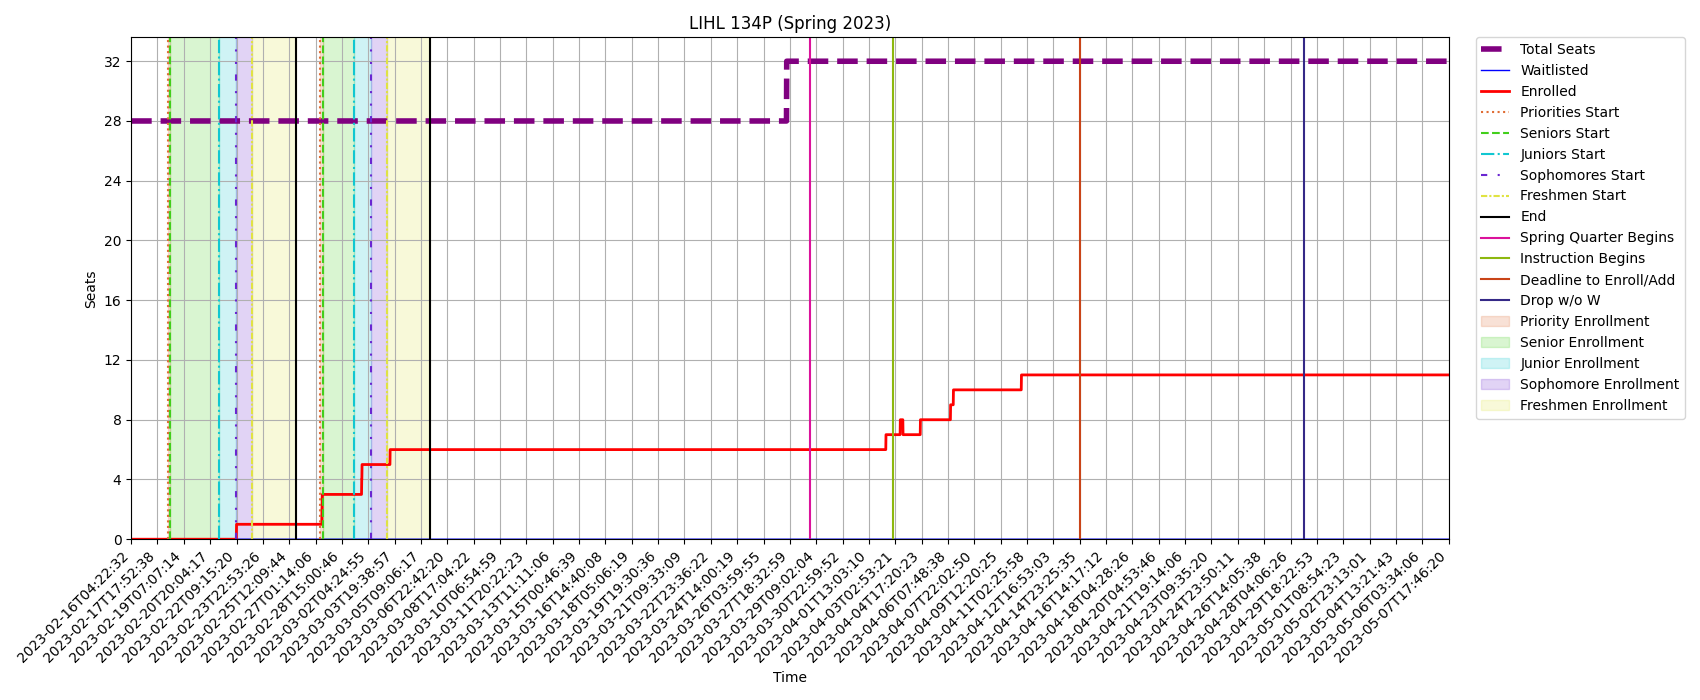 LIHL 134P (Spring 2023)
Seats
32
28
24
20
16
12
8
4
0
2023-02-16T04:22:32
2023-02-17T17:52:38
2023-02-19T07:07:14
2023-02-20T20:04:17
2023-02-22T09:15:20
2023-02-23T22:53:26
2023-02-25T12:09:44
2023-02-27T01:14:06
2023-02-28T15:00:46
2023-03-02T04:24:55
2023-03-03T19:38:57
2023-03-05T09:06:17
2023-03-06T22:42:20
2023-03-08T17:04:22
2023-03-10T06:54:59
2023-03-11T20:22:23
2023-03-13T11:11:06
2023-03-15T00:46:39
2023-03-16T14:40:08
2023-03-18T05:06:19
2023-03-19T19:30:36
2023-03-21T09:33:09
2023-03-22T23:36:22
2023-03-24T14:00:19
2023-03-26T03:59:55
2023-03-27T18:32:59
2023-03-29T09:02:04
2023-03-30T22:59:52
2023-04-01T13:03:10
2023-04-03T02:53:21
2023-04-04T17:20:23
2023-04-06T07:48:38
2023-04-07T22:02:50
2023-04-09T12:20:25
2023-04-11T02:25:58
2023-04-12T16:53:03
2023-04-14T23:25:35
2023-04-16T14:17:12
2023-04-18T04:28:26
2023-04-20T04:53:46
2023-04-21T19:14:06
2023-04-23T09:35:20
2023-04-24T23:50:11
2023-04-26T14:05:38
2023-04-28T04:06:26
2023-04-29T18:22:53
2023-05-01T08:54:23
2023-05-02T23:13:01
2023-05-04T13:21:43
2023-05-06T03:34:06
2023-05-07T17:46:20
Time
Total Seats
Waitlisted
Enrolled
Priorities Start
Seniors Start
Juniors Start
Sophomores Start
Freshmen Start
End
Spring Quarter Begins
Instruction Begins
Deadline to Enroll/Add
Drop w/o W
Priority Enrollment
Senior Enrollment
Junior Enrollment
Sophomore Enrollment
Freshmen Enrollment